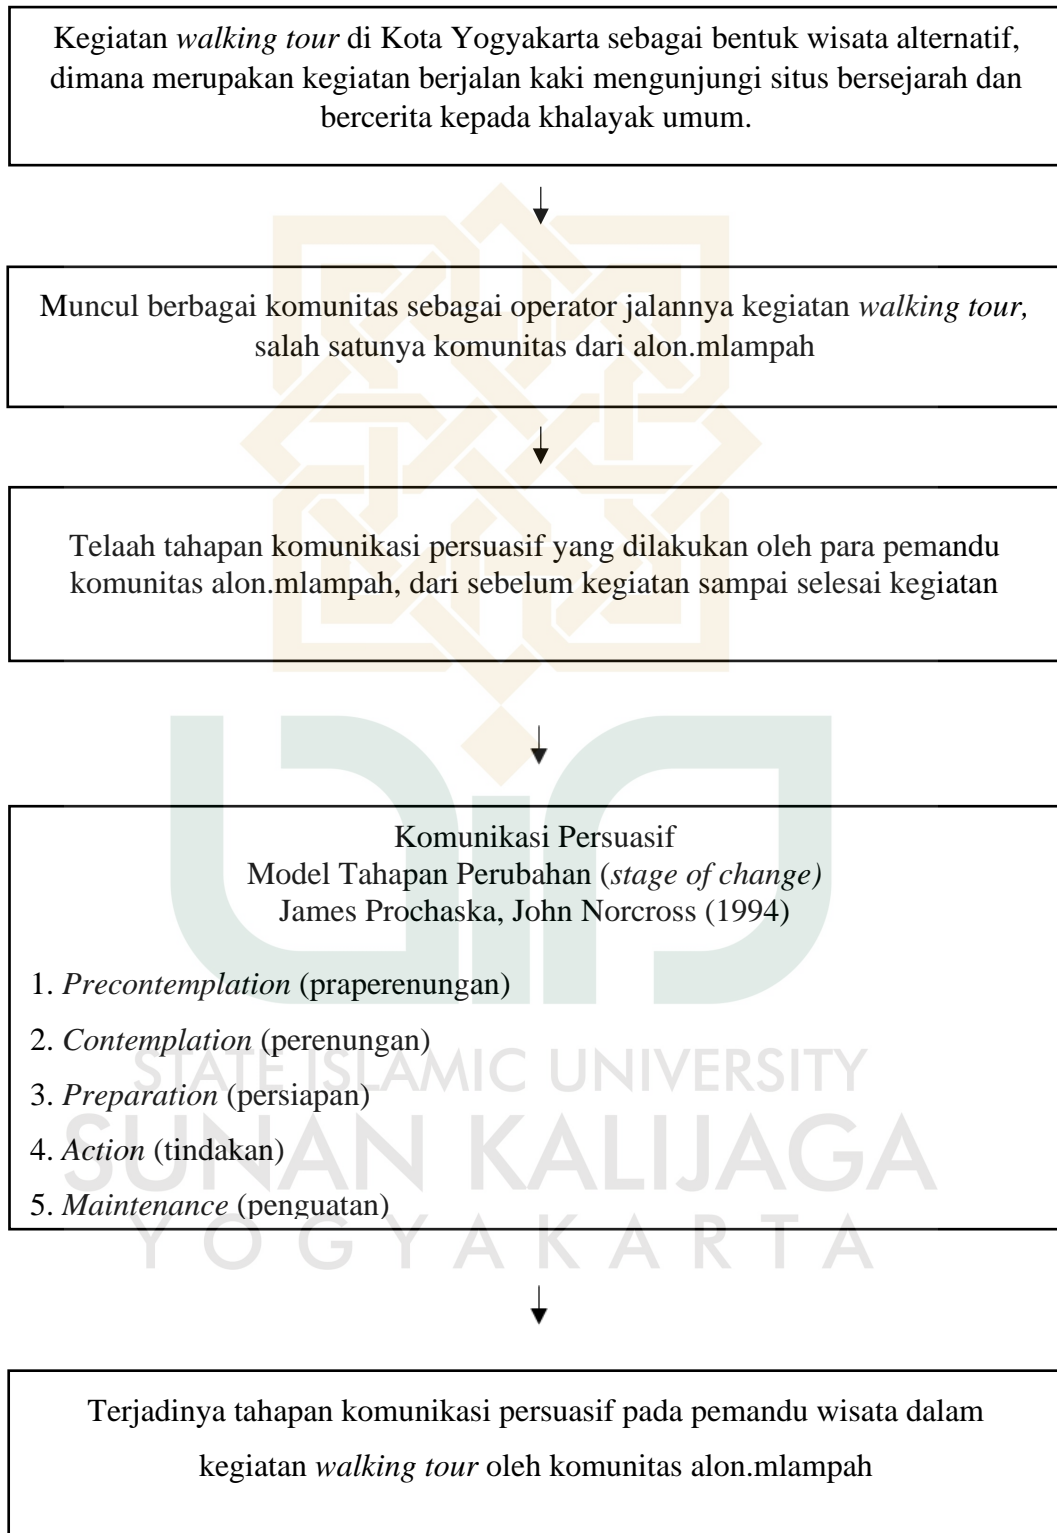 Kegiatan walking tour di Kota Yogyakarta sebagai bentuk wisata alternatif,
dimana merupakan kegiatan berjalan kaki mengunjungi situs bersejarah dan
bercerita kepada khalayak umum.
Muncul berbagai komunitas sebagai operator jalannya kegiatan walking tour,
salah satunya komunitas dari alon.mlampah
Telaah tahapan komunikasi persuasif yang dilakukan oleh para pemandu
komunitas alon.mlampah, dari sebelum kegiatan sampai selesai kegiatan
Komunikasi Persuasif
Model Tahapan Perubahan (stage of change)
James Prochaska, John Norcross (1994)
1. Precontemplation (praperenungan)
2. Contemplation (perenungan)
STATE ISLAMIC UNIVERSITY
3. Preparation (persiapan)
4. Action (tindakan)
SUNAN KALIJAGA
5. Maintenance (penguatan)
YOGYAKARTA
Terjadinya tahapan komunikasi persuasif pada pemandu wisata dalam
kegiatan walking tour oleh komunitas alon.mlampah